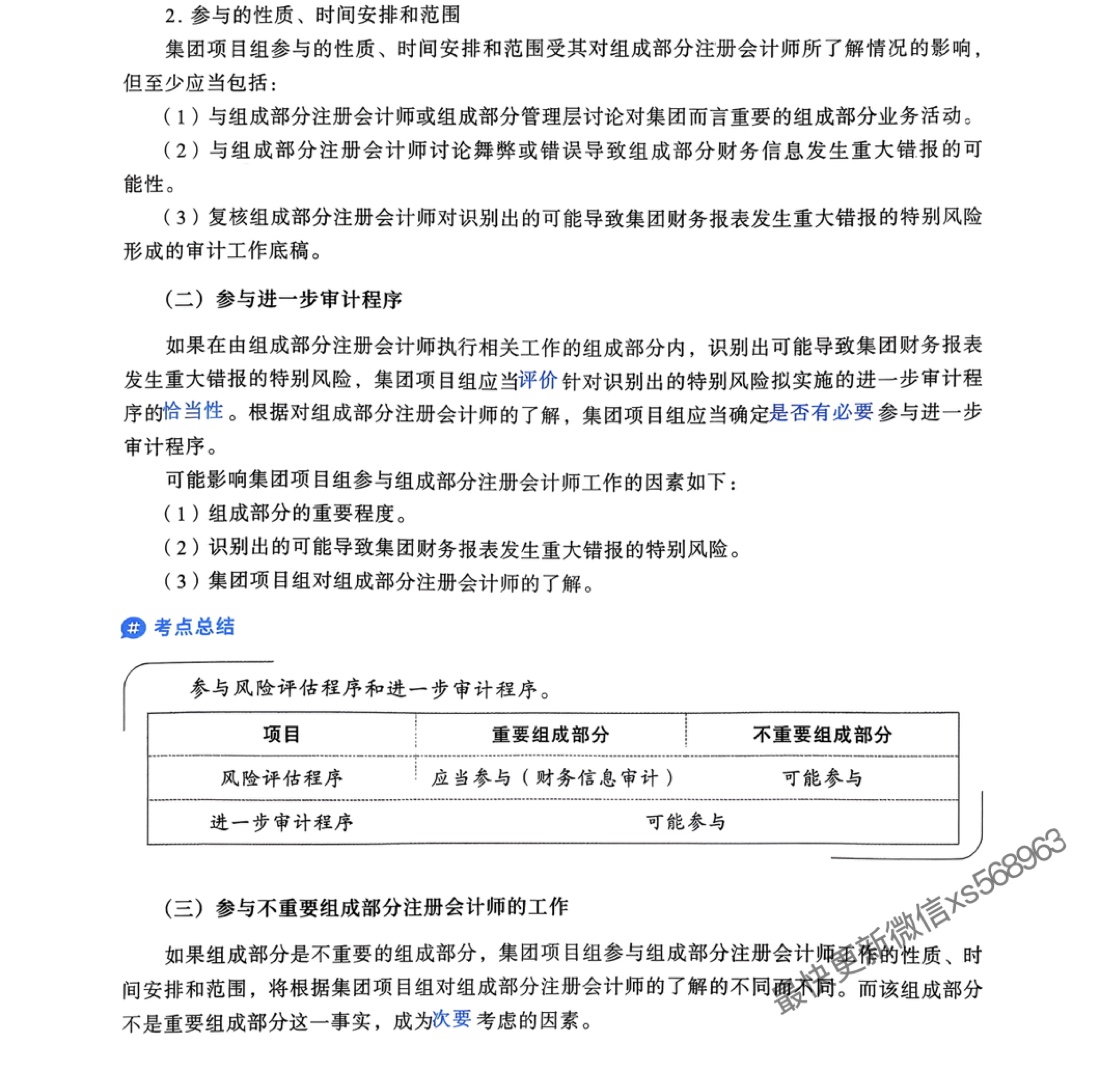 2. 参与的性质、时间安排和范围
集团项目组参与的性质、时间安排和范围受其对组成部分注册会计师所了解情况的影响，
但至少应当包括：
（1）与组成部分注册会计师或组成部分管理层讨论对集团而言重要的组成部分业务活动。
（2）与组成部分注册会计师讨论舞弊或错误导致组成部分财务信息发生重大错报的可
能性。
（3）复核组成部分注册会计师对识别出的可能导致集团财务报表发生重大错报的特别风险
形成的审计工作底稿。
（二）参与进一步审计程序
如果在由组成部分注册会计师执行相关工作的组成部分内，识别出可能导致集团财务报表
发生重大错报的特别风险，集团项目组应当评价针对识别出的特别风险拟实施的进一步审计程
序的恰当性。根据对组成部分注册会计师的了解，集团项目组应当确定是否有必要参与进一步
审计程序。
可能影响集团项目组参与组成部分注册会计师工作的因素如下：
（1）组成部分的重要程度。
（2）识别出的可能导致集团财务报表发生重大错报的特别风险。
（3）集团项目组对组成部分注册会计师的了解。
# 考点总结
参与风险评估程序和进一步审计程序。
项目 重要组成部分 不重要组成部分
风险评估程序 应当参与（财务信息审计） 可能参与
进一步审计程序 可能参与
（三）参与不重要组成部分注册会计师的工作
如果组成部分是不重要的组成部分，集团项目组参与组成部分注册会计师工作的性质、时
间安排和范围，将根据集团项目组对组成部分注册会计师的了解的不同而不同。而该组成部分
不是重要组成部分这一事实，成为次要考虑的因素。
最快更新微信xs568963